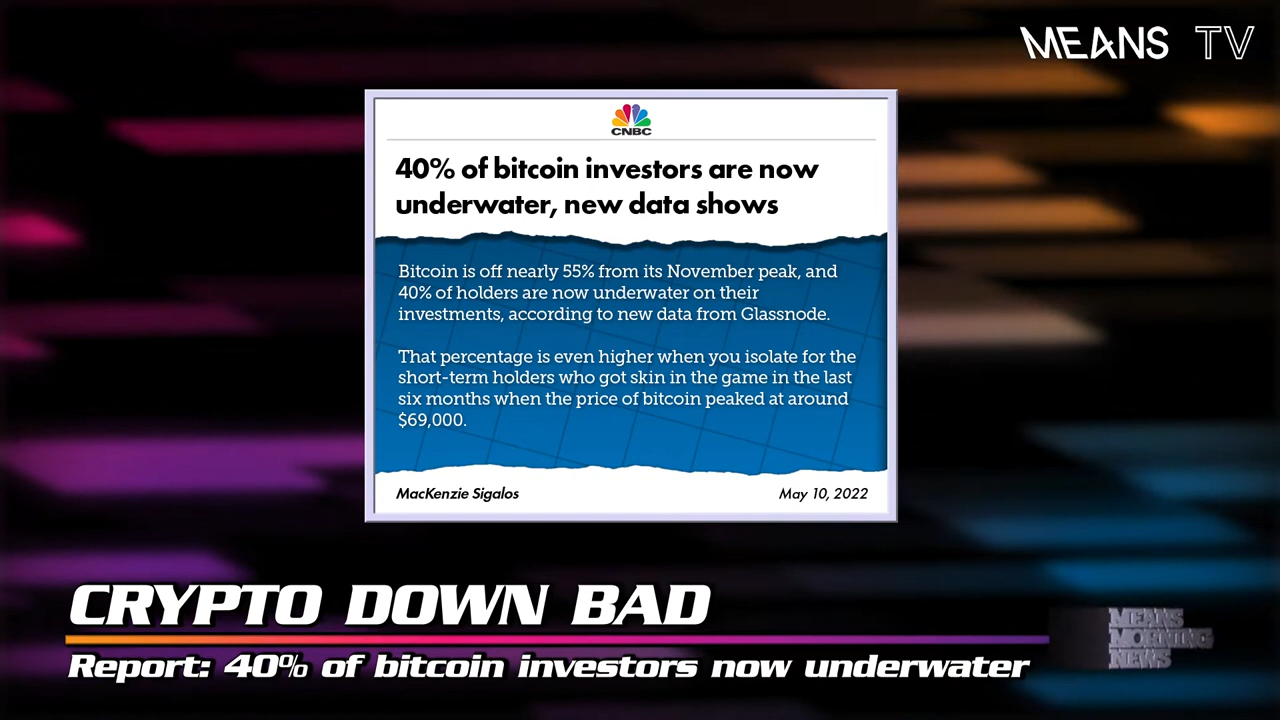 MEANS TV
CNBC
40% of bitcoin investors are now
underwater, new data shows
Bitcoin is off nearly 55% from its November peak, and
40% of holders are now underwater on their
investments, according to new data from Glassnode.
That percentage is even higher when you isolate for the
short-term holders who got skin in the game in the last
six months when the price of bitcoin peaked at around
$69,000.
MacKenzie Sigalos
May 10, 2022
CRYPTO DOWN BAD
Report: 40% of bitcoin investors now underwater
MEANS
MORNING
NEWS